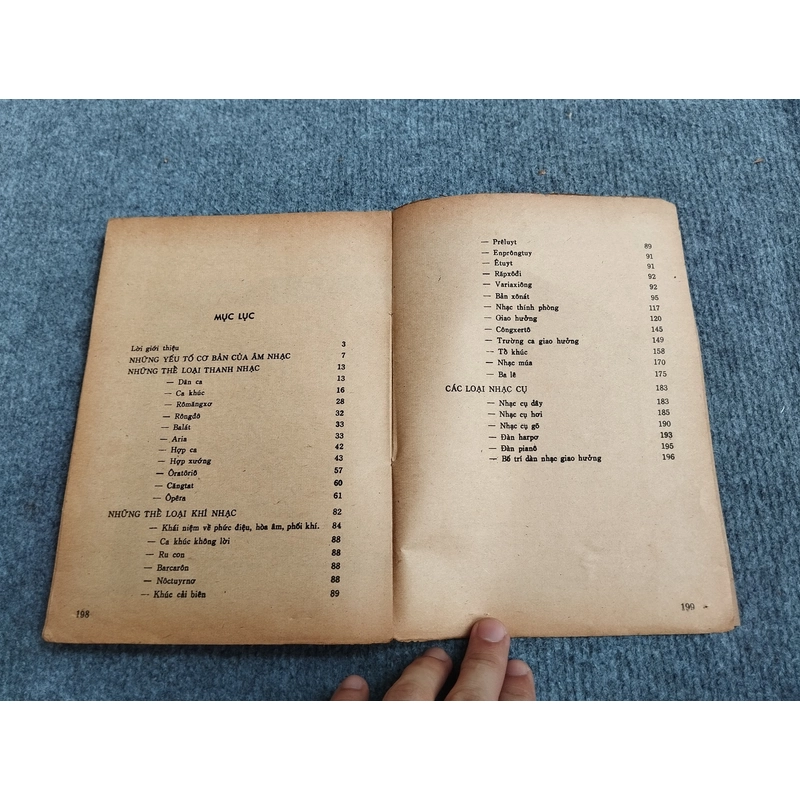 MỤC LỤC
Lời giới thiệu 3
NHỮNG YẾU TỐ CƠ BẢN CỦA ÂM NHẠC 7
NHỮNG THỂ LOẠI THANH NHẠC 13
— Dân ca 13
— Ca khúc 16
— Rômăngxơ 28
— Rôngđô 32
— Balát 33
— Aria 33
— Hợp ca 42
— Hợp xướng 43
— Ôratôriô 57
— Căngtat 60
— Ôpêra 61
NHỮNG THỂ LOẠI KHÍ NHẠC 82
— Khái niệm về phức điệu, hòa âm, phối khí. 84
— Ca khúc không lời 88
— Ru con 88
— Barcarôn 88
— Nôctuyrnơ 88
— Khúc cải biên 89
198
— Prêluyt 89
— Enprôngtuy 91
— Êtuyt 91
— Rápxôđi 92
— Variaxiông 92
— Bản xônát 95
— Nhạc thính phòng 117
— Giao hưởng 120
— Côngxertô 145
— Trường ca giao hưởng 149
— Tổ khúc 158
— Nhạc múa 170
— Ba lê 175
CÁC LOẠI NHẠC CỤ 183
— Nhạc cụ dây 183
— Nhạc cụ hơi 185
— Nhạc cụ gõ 190
— Đàn harpơ 193
— Đàn pianô 195
— Bố trí dàn nhạc giao hưởng 196
199